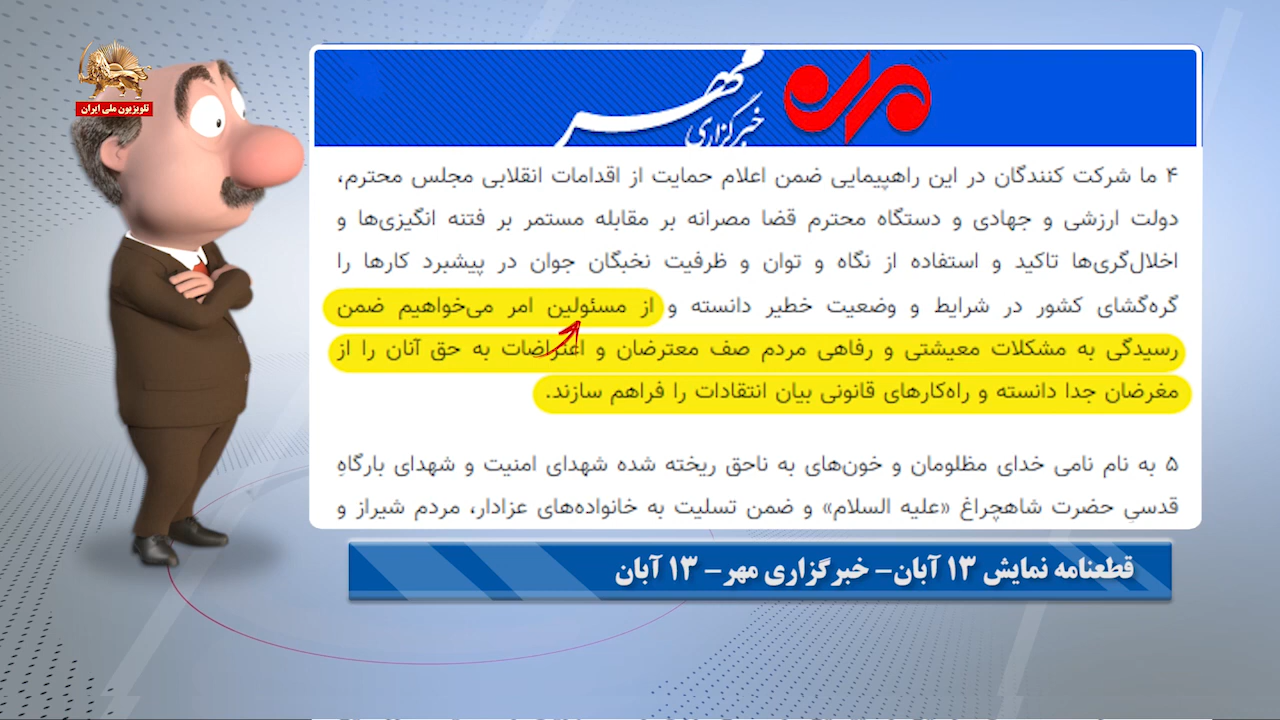 تلویزیون ملی ایران
خبرگزاری مهر
۴ ما شرکت کنندگان در این راهپیمایی ضمن اعلام حمایت از اقدامات انقلابی مجلس محترم،
دولت ارزشی و جهادی و دستگاه محترم قضا مصرانه بر مقابله مستمر بر فتنه انگیزی‌ها و
اخلال‌گری‌ها تاکید و استفاده از نگاه و توان و ظرفیت نخبگان جوان در پیشبرد کارها را
گره‌گشای کشور در شرایط و وضعیت خطیر دانسته و از مسئولین امر می‌خواهیم ضمن
رسیدگی به مشکلات معیشتی و رفاهی مردم صف معترضان و اعتراضات به حق آنان را از
مغرضان جدا دانسته و راه‌کارهای قانونی بیان انتقادات را فراهم سازند.
۵ به نام نامی خدای مظلومان و خون‌های به ناحق ریخته شده شهدای امنیت و شهدای بارگاهِ
قدسیِ حضرت شاهچراغ «علیه السلام» و ضمن تسلیت به خانواده‌های عزادار، مردم شیراز و
قطعنامه نمایش ۱۳ آبان- خبرگزاری مهر- ۱۳ آبان